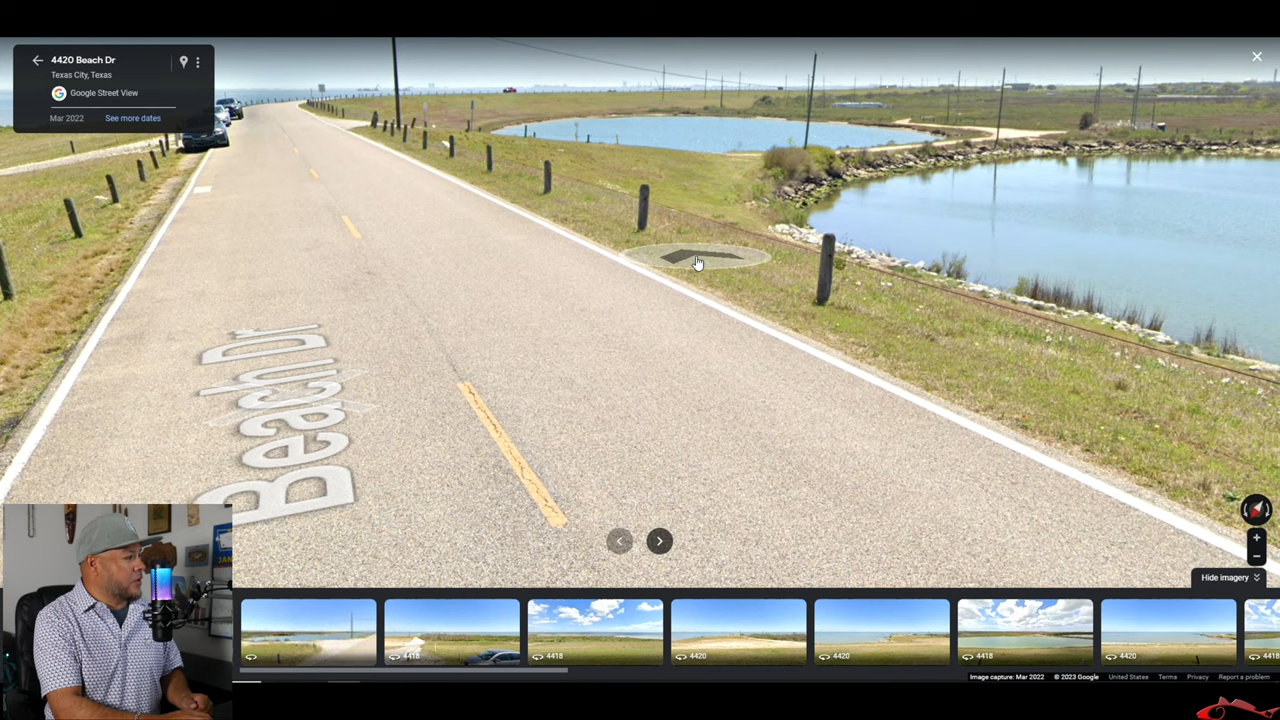 4420 Beach Dr
Texas City, Texas
Google Street View
Mar 2022
See more dates
Beach Dr
Hide imagery
4418
4418
4420
4420
4418
4420
4418
Image capture: Mar 2022
© 2023 Google
United States
Terms
Privacy
Report a problem